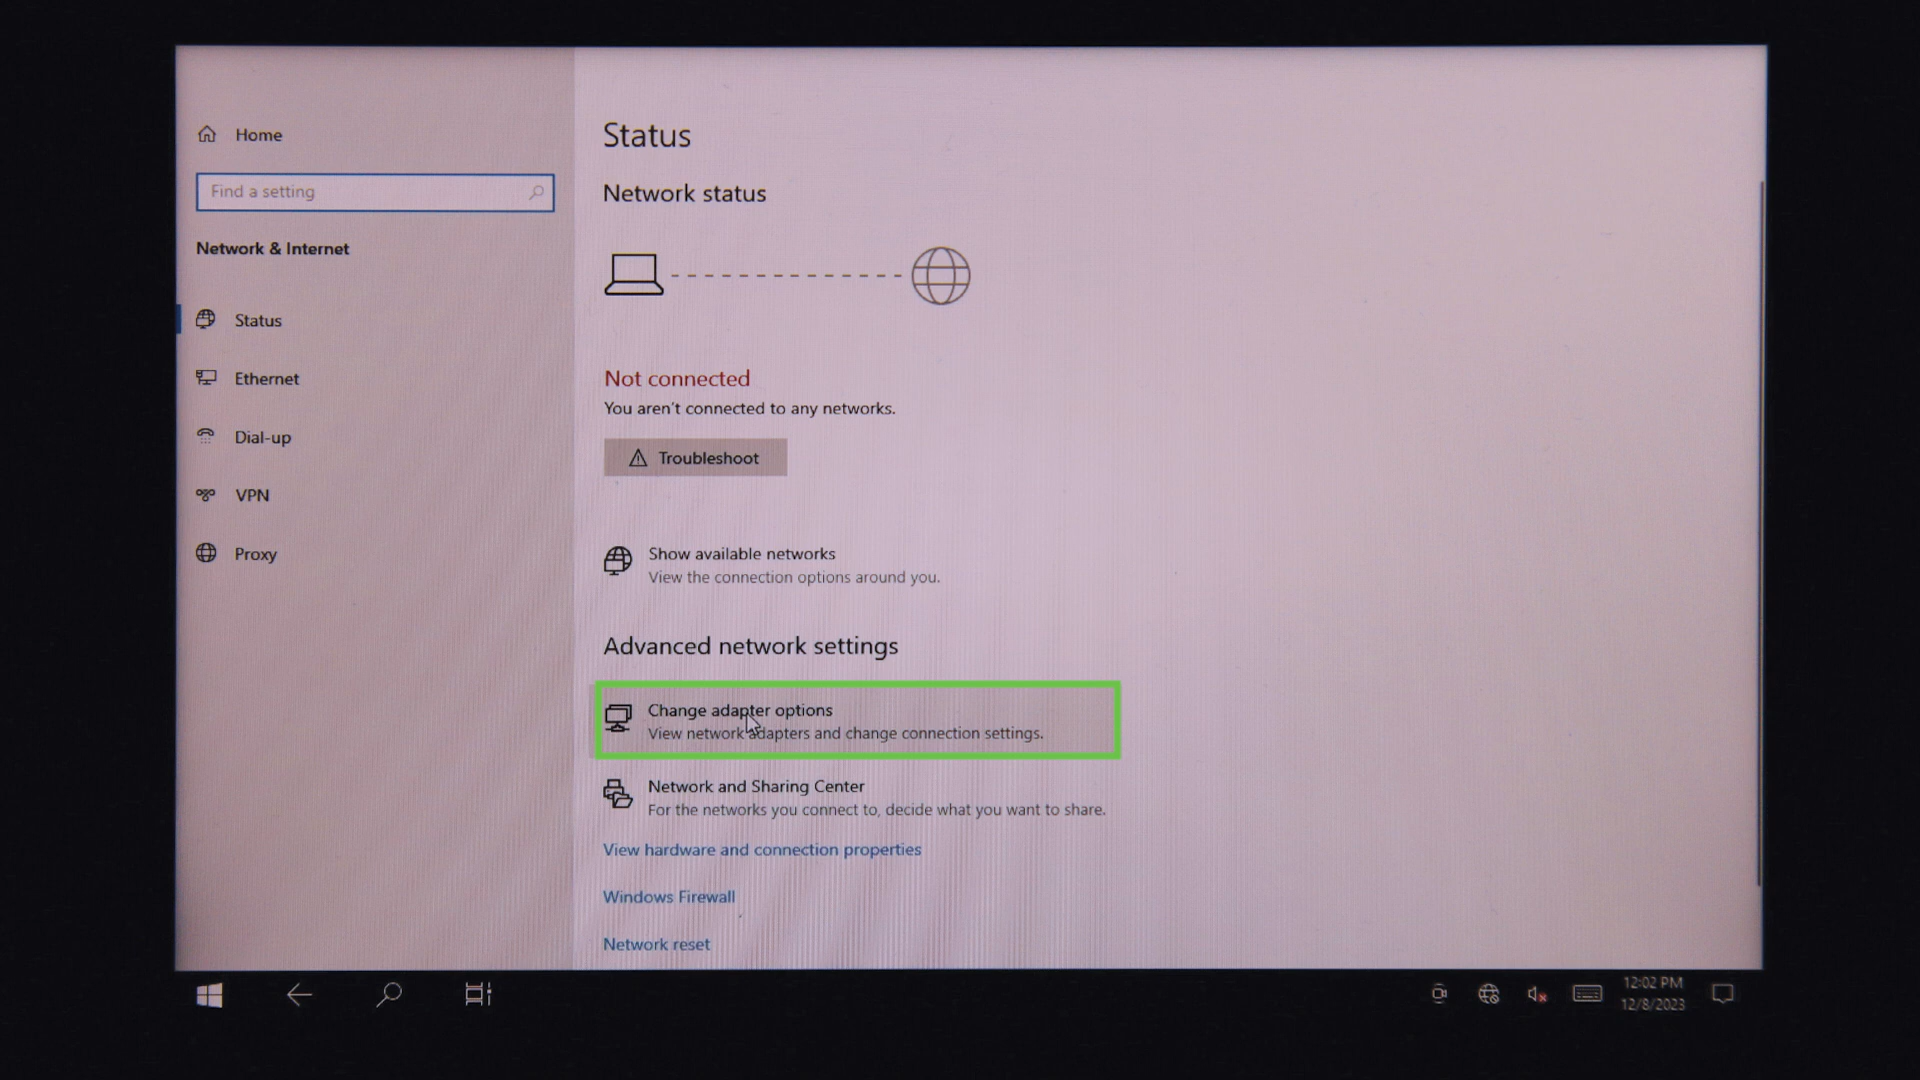 Home
Find a setting
Network & Internet
Status
Ethernet
Dial-up
VPN
Proxy
Status
Network status
Not connected
You aren't connected to any networks.
Troubleshoot
Show available networks
View the connection options around you.
Advanced network settings
Change adapter options
View network adapters and change connection settings.
Network and Sharing Center
For the networks you connect to, decide what you want to share.
View hardware and connection properties
Windows Firewall
Network reset
12:02 PM
12/8/2023